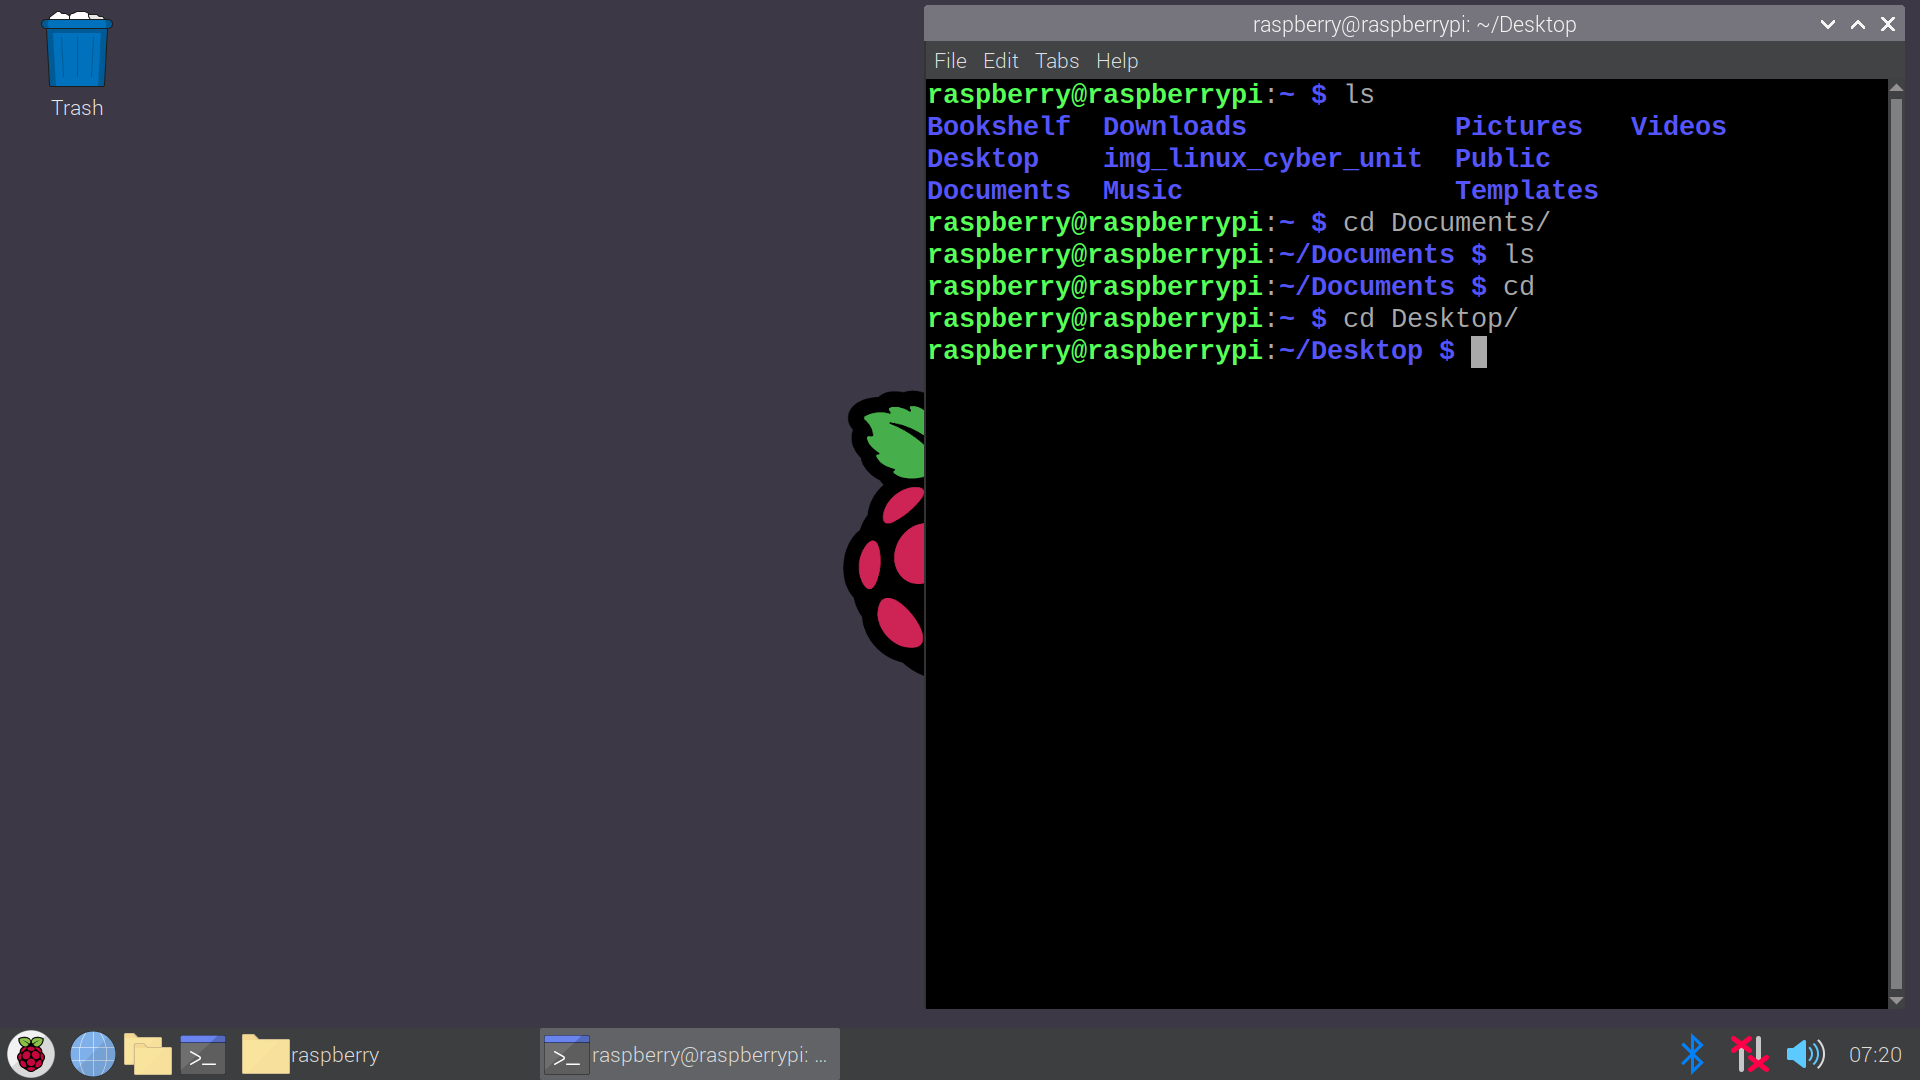 Trash
raspberry@raspberrypi: ~/Desktop
File Edit Tabs Help
raspberry@raspberrypi:~ $ ls
Bookshelf Downloads Pictures Videos
Desktop img_linux_cyber_unit Public
Documents Music Templates
raspberry@raspberrypi:~ $ cd Documents/
raspberry@raspberrypi:~/Documents $ ls
raspberry@raspberrypi:~/Documents $ cd
raspberry@raspberrypi:~ $ cd Desktop/
raspberry@raspberrypi:~/Desktop $
raspberry raspberry@raspberrypi: ... 07:20